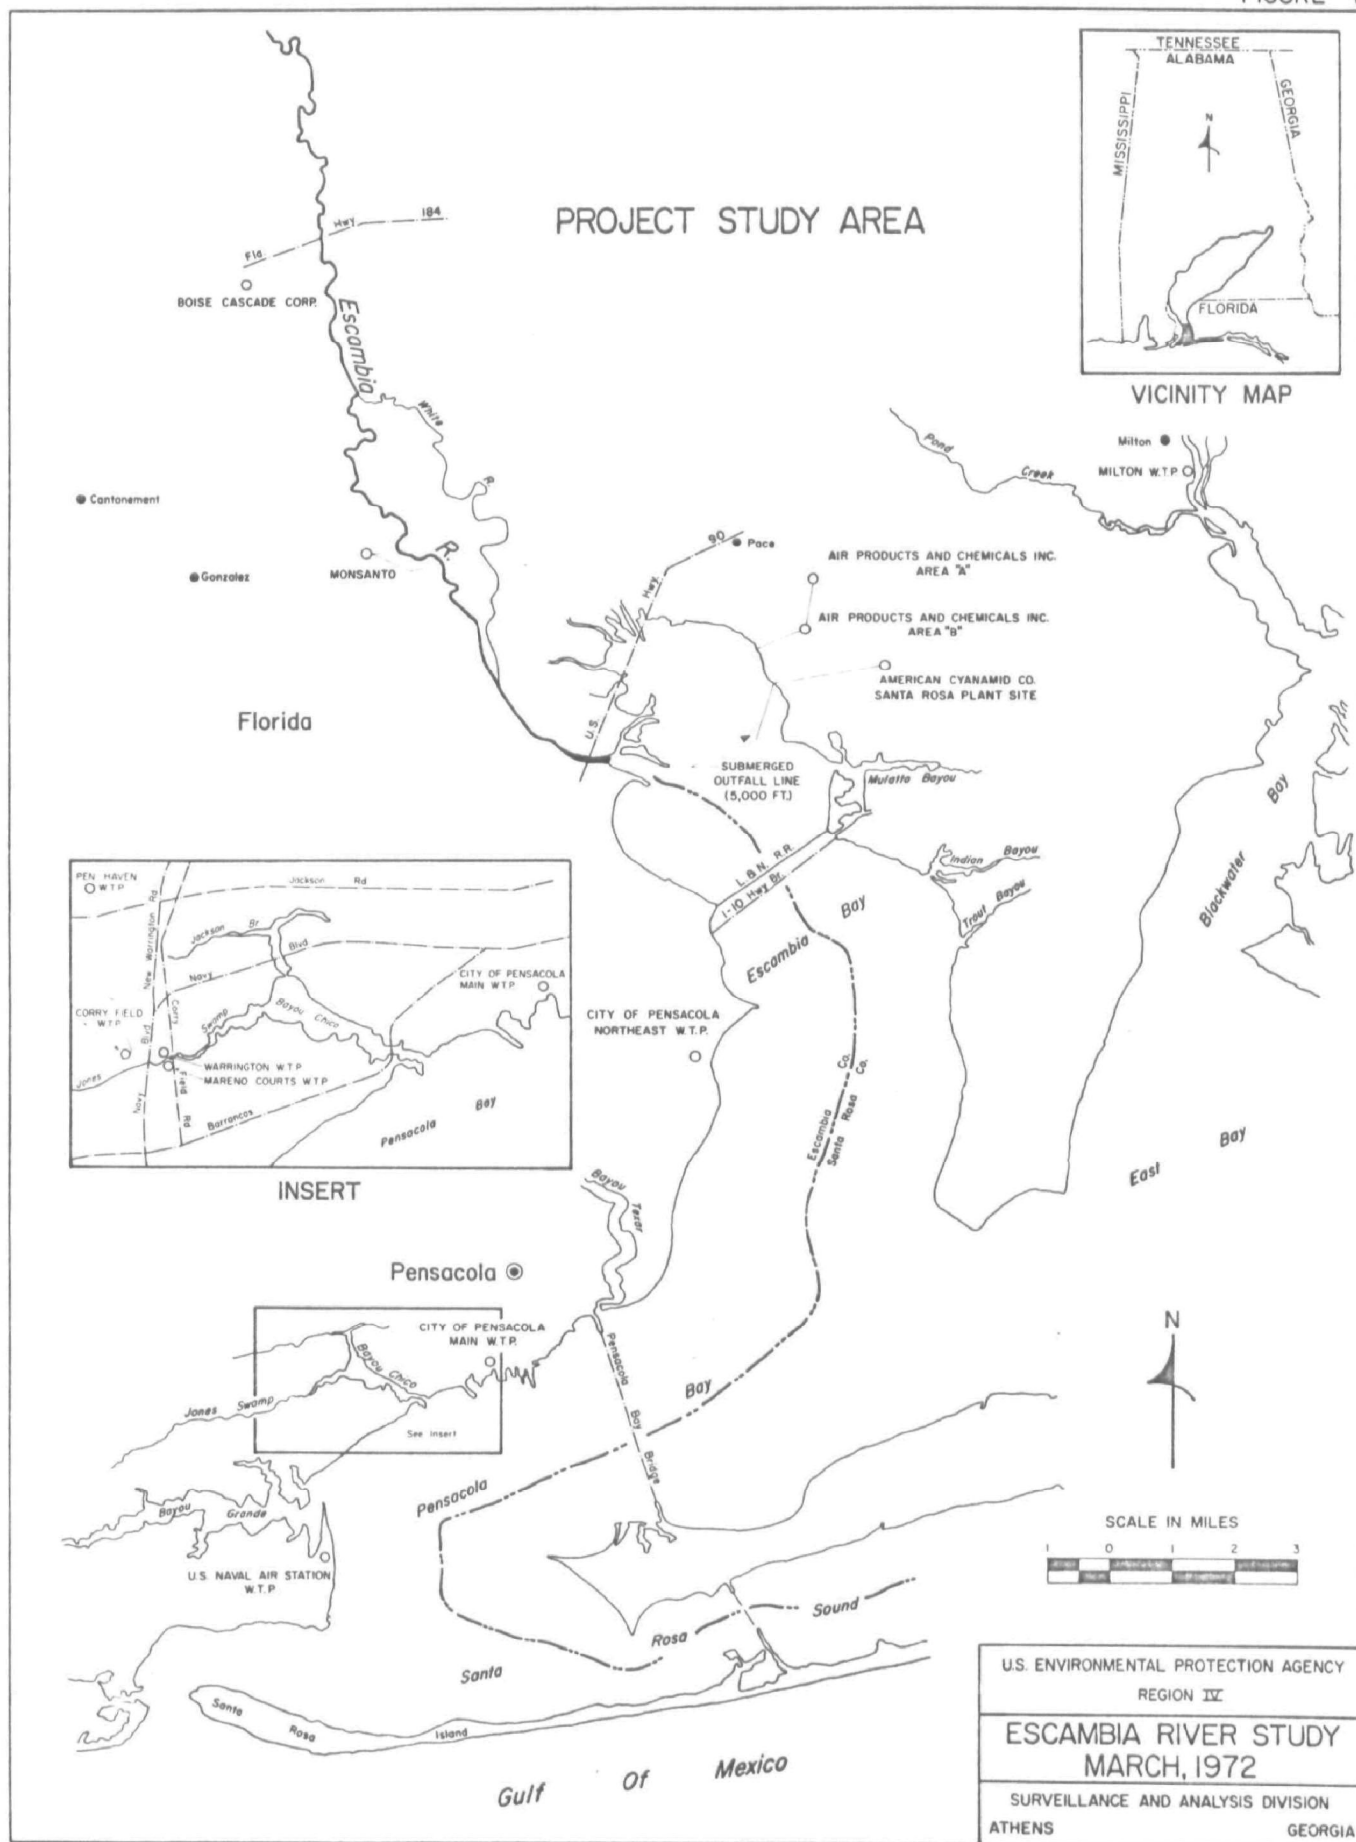 FIGURE
TENNESSEE
ALABAMA
MISSISSIPPI
GEORGIA
N
FLORIDA
VICINITY MAP
PROJECT STUDY AREA
Fla Hwy 184
BOISE CASCADE CORP.
Escambia R.
White R.
Pond Creek
Milton
MILTON W.T.P
Cantonement
Gonzalez
MONSANTO
U.S. Hwy. 90
Pace
AIR PRODUCTS AND CHEMICALS INC.
AREA "A"
AIR PRODUCTS AND CHEMICALS INC.
AREA "B"
AMERICAN CYANAMID CO.
SANTA ROSA PLANT SITE
Florida
SUBMERGED
OUTFALL LINE
(5,000 FT.)
Mulatto Bayou
L.&N. R.R.
I-10 Hwy Br.
Indian Bayou
Trout Bayou
Escambia Bay
Blackwater Bay
East Bay
CITY OF PENSACOLA
NORTHEAST W.T.P.
Escambia Co.
Santa Rosa Co.
PEN HAVEN
W.T.P
Jackson Rd
New Warrington Rd
Jackson Br
Navy Blvd
CITY OF PENSACOLA
MAIN W.T.P.
CORRY FIELD
W.T.P.
Corry Field Rd
Jones Swamp
Bayou Chico
WARRINGTON W.T.P
MARENO COURTS W.T.P
Navy Blvd
Barrancas
Pensacola Bay
INSERT
Bayou Texar
Pensacola
CITY OF PENSACOLA
MAIN W.T.P.
Bayou Chico
Jones Swamp
See Insert
Pensacola Bay Bridge
Pensacola Bay
Bayou Grande
U.S. NAVAL AIR STATION
W.T.P
N
SCALE IN MILES
1 0 1 2 3
Santa Rosa Sound
Santa Rosa Island
Gulf Of Mexico
U.S. ENVIRONMENTAL PROTECTION AGENCY
REGION IV
ESCAMBIA RIVER STUDY
MARCH, 1972
SURVEILLANCE AND ANALYSIS DIVISION
ATHENS GEORGIA